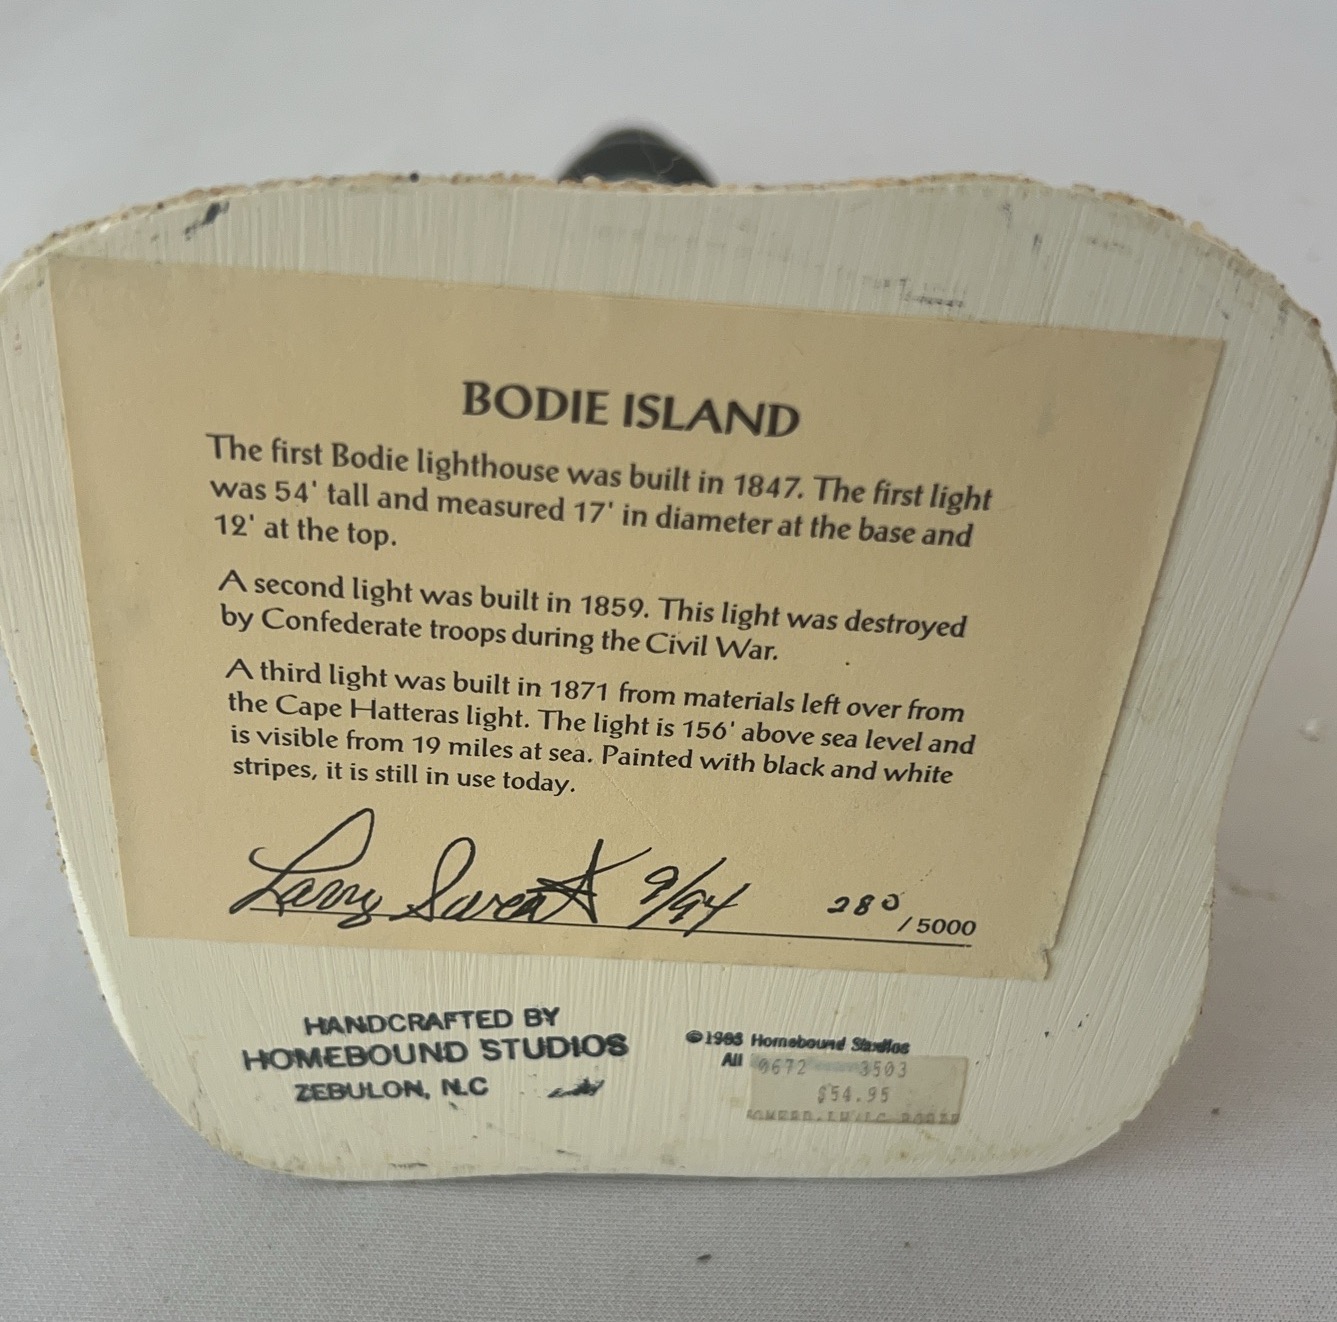 BODIE ISLAND
The first Bodie lighthouse was built in 1847. The first light
was 54' tall and measured 17' in diameter at the base and
12' at the top.
A second light was built in 1859. This light was destroyed
by Confederate troops during the Civil War.
A third light was built in 1871 from materials left over from
the Cape Hatteras light. The light is 156' above sea level and
is visible from 19 miles at sea. Painted with black and white
stripes, it is still in use today.
Larry Sweat 9/94 280/5000
HANDCRAFTED BY
HOMEBOUND STUDIOS
ZEBULON, N.C
© Homebound Studios
All
0672 3503
$54.95